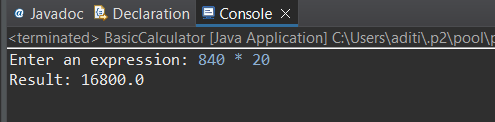 @ Javadoc Declaration Console
<terminated> BasicCalculator [Java Application] C:\Users\aditi\.p2\pool\p
Enter an expression: 840 * 20
Result: 16800.0